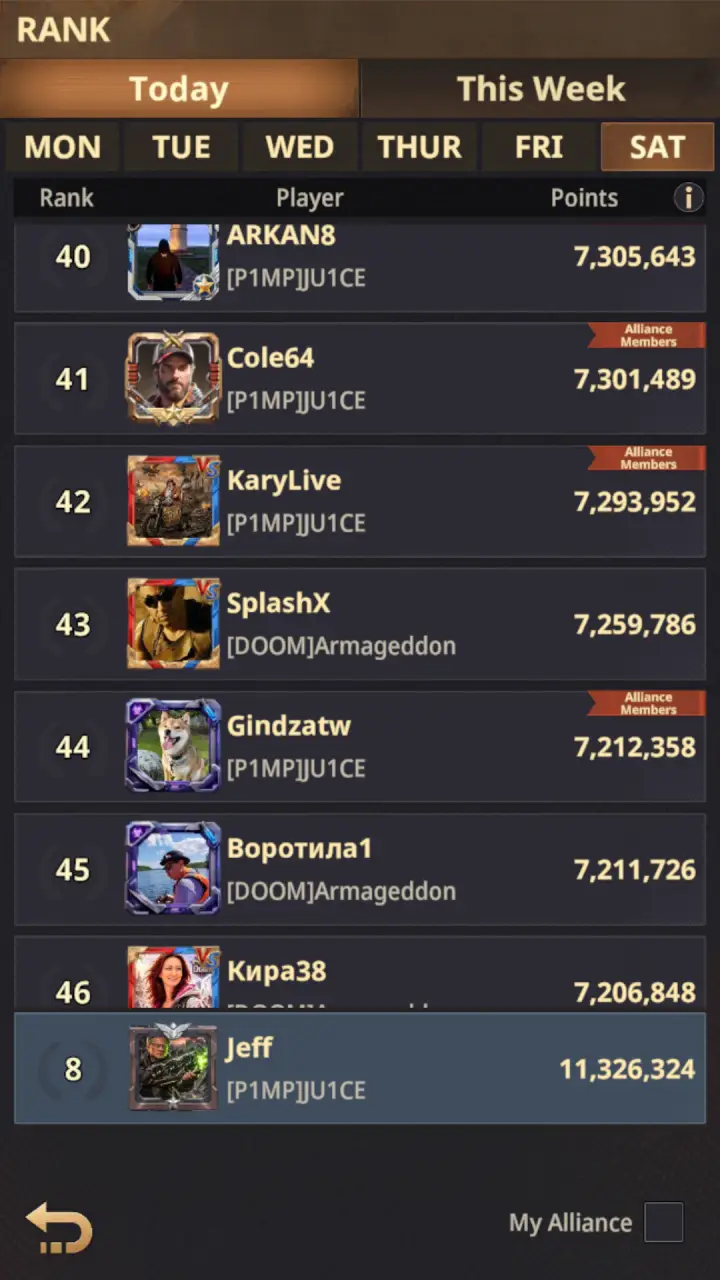 RANK
Today
This Week
MON TUE WED THUR FRI SAT
Rank Player Points
40
ARKAN8
[P1MP]JU1CE
7,305,643
41
Cole64
[P1MP]JU1CE
Alliance
Members
7,301,489
42
KaryLive
[P1MP]JU1CE
Alliance
Members
7,293,952
43
SplashX
[DOOM]Armageddon
7,259,786
44
Gindzatw
[P1MP]JU1CE
Alliance
Members
7,212,358
45
Воротила1
[DOOM]Armageddon
7,211,726
46
Кира38
7,206,848
8
Jeff
[P1MP]JU1CE
11,326,324
My Alliance